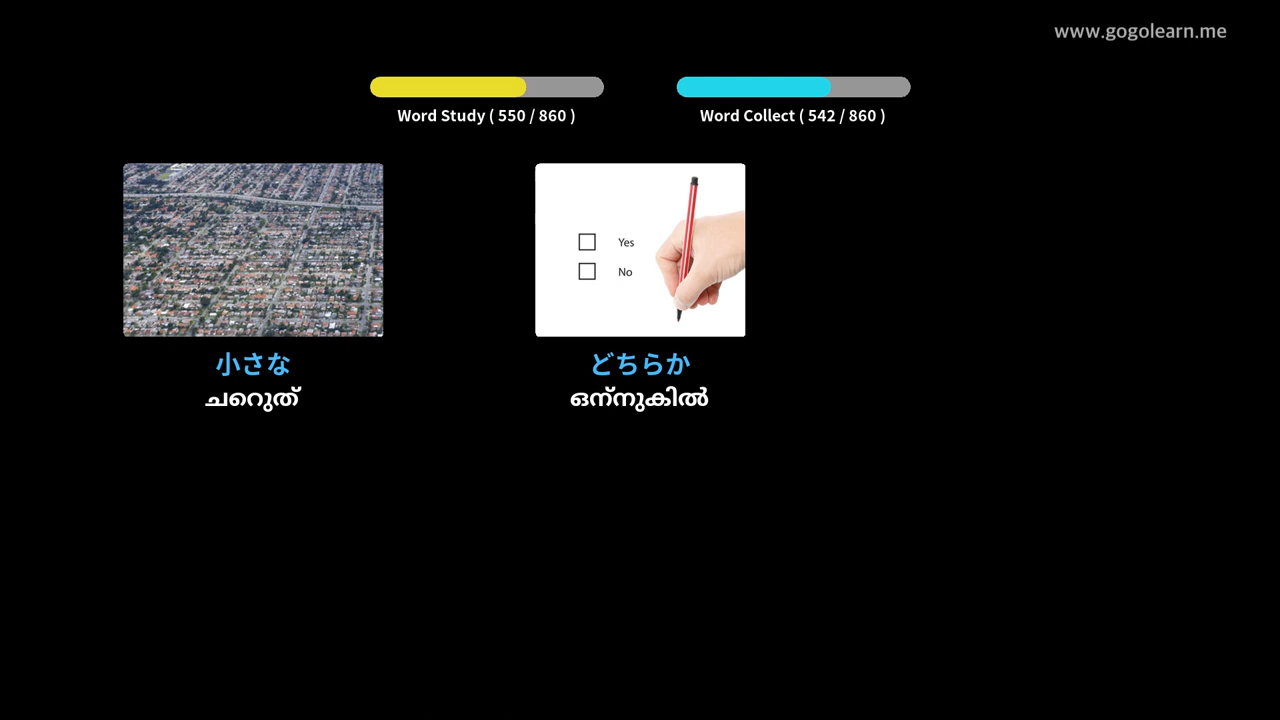 www.gogolearn.me
Word Study ( 550 / 860 )
Word Collect ( 542 / 860 )
Yes
No
小さな
どちらか
ചെറുത്
ഒന്നുകിൽ